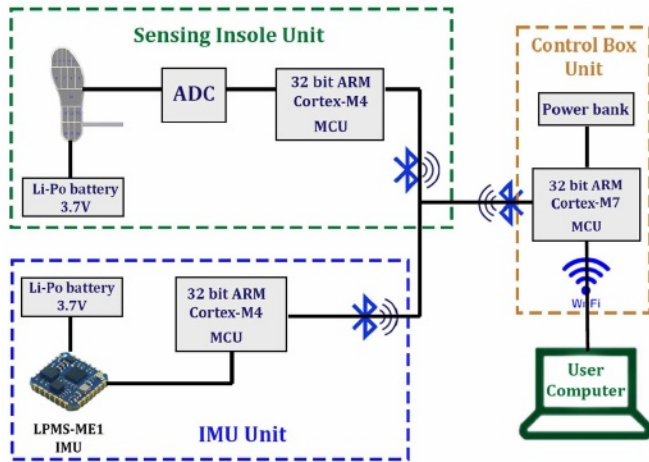 Sensing Insole Unit
ADC
32 bit ARM
Cortex-M4
MCU
Li-Po battery
3.7V
Control Box
Unit
Power bank
32 bit ARM
Cortex-M7
MCU
WiFi
User
Computer
Li-Po battery
3.7V
32 bit ARM
Cortex-M4
MCU
LPMS-ME1
IMU
IMU Unit